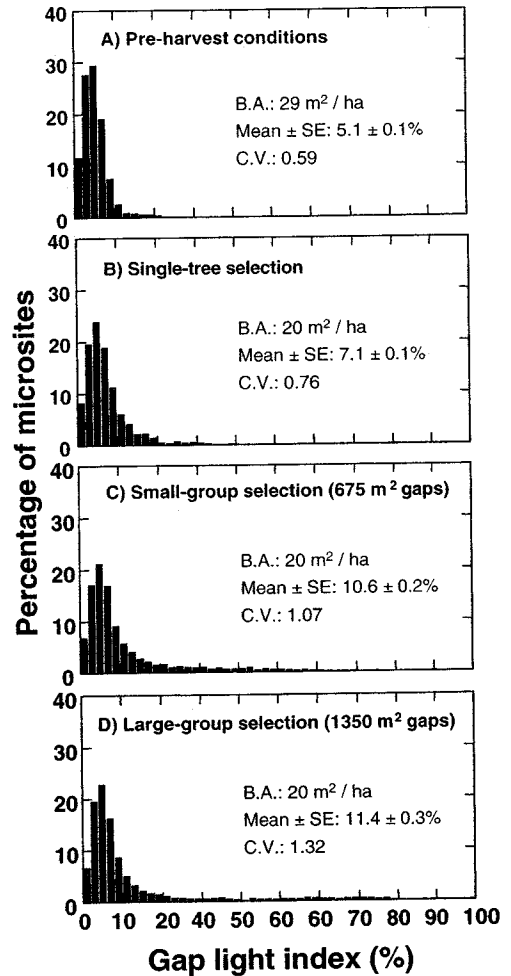 Percentage of microsites
40
30
20
10
0
A) Pre-harvest conditions
B.A.: 29 m² / ha
Mean ± SE: 5.1 ± 0.1%
C.V.: 0.59
40
30
20
10
0
B) Single-tree selection
B.A.: 20 m² / ha
Mean ± SE: 7.1 ± 0.1%
C.V.: 0.76
40
30
20
10
0
C) Small-group selection (675 m² gaps)
B.A.: 20 m² / ha
Mean ± SE: 10.6 ± 0.2%
C.V.: 1.07
40
30
20
10
0
D) Large-group selection (1350 m² gaps)
B.A.: 20 m² / ha
Mean ± SE: 11.4 ± 0.3%
C.V.: 1.32
0 10 20 30 40 50 60 70 80 90 100
Gap light index (%)